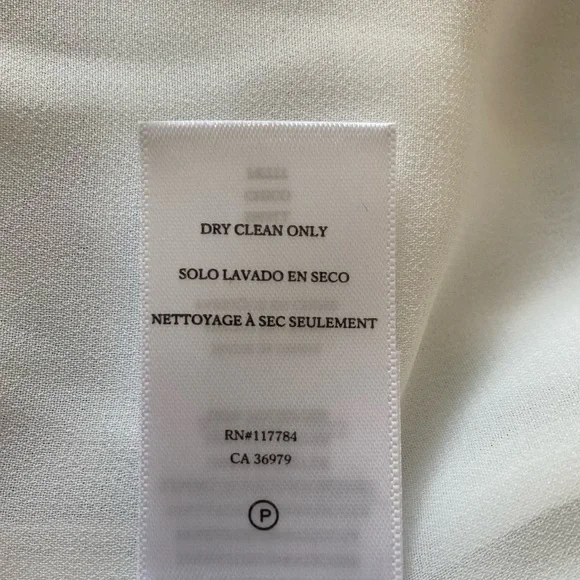 DRY CLEAN ONLY
SOLO LAVADO EN SECO
NETTOYAGE À SEC SEULEMENT
RN#117784
CA 36979
P